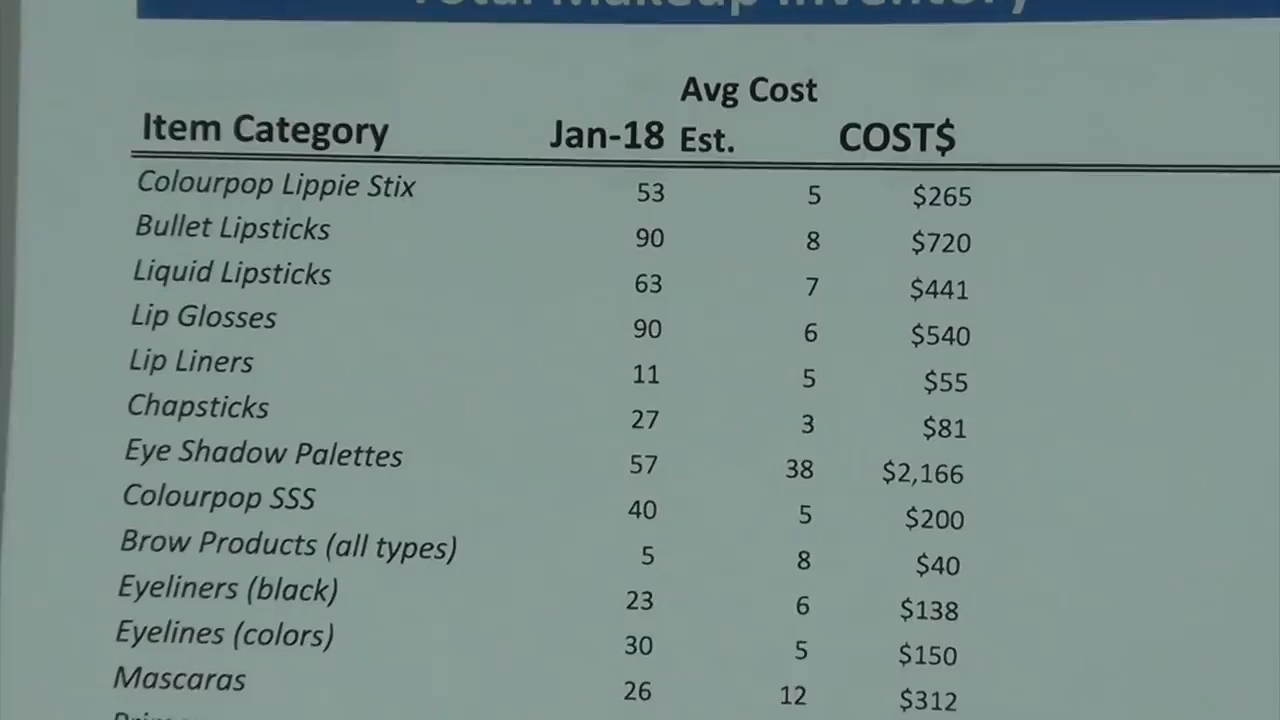 Total Makeup Inventory
Avg Cost
Item Category Jan-18 Est. COST$
Colourpop Lippie Stix 53 5 $265
Bullet Lipsticks 90 8 $720
Liquid Lipsticks 63 7 $441
Lip Glosses 90 6 $540
Lip Liners 11 5 $55
Chapsticks 27 3 $81
Eye Shadow Palettes 57 38 $2,166
Colourpop SSS 40 5 $200
Brow Products (all types) 5 8 $40
Eyeliners (black) 23 6 $138
Eyelines (colors) 30 5 $150
Mascaras 26 12 $312